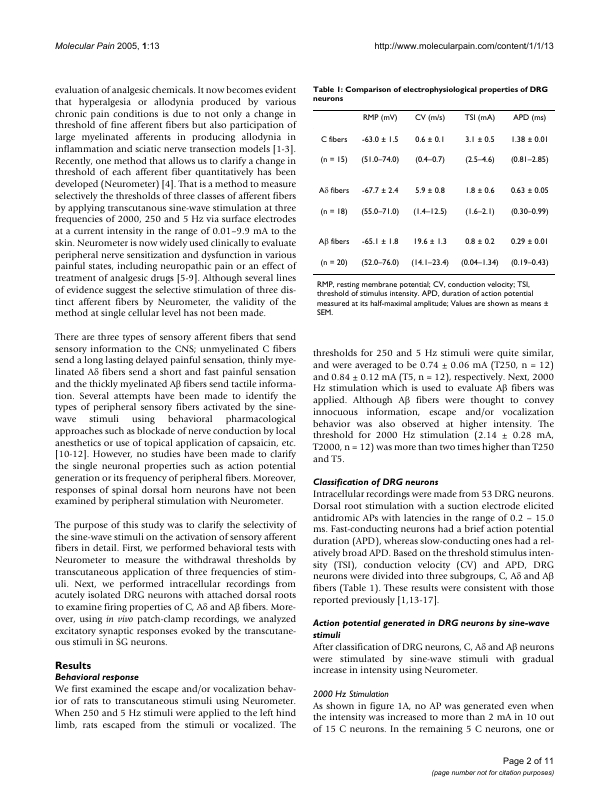 Molecular Pain 2005, 1:13
http://www.molecularpain.com/content/1/1/13
evaluation of analgesic chemicals. It now becomes evident
that hyperalgesia or allodynia produced by various
chronic pain conditions is due to not only a change in
threshold of fine afferent fibers but also participation of
large myelinated afferents in producing allodynia in
inflammation and sciatic nerve transection models [1-3].
Recently, one method that allows us to clarify a change in
threshold of each afferent fiber quantitatively has been
developed (Neurometer) [4]. That is a method to measure
selectively the thresholds of three classes of afferent fibers
by applying transcutanous sine-wave stimulation at three
frequencies of 2000, 250 and 5 Hz via surface electrodes
at a current intensity in the range of 0.01–9.9 mA to the
skin. Neurometer is now widely used clinically to evaluate
peripheral nerve sensitization and dysfunction in various
painful states, including neuropathic pain or an effect of
treatment of analgesic drugs [5-9]. Although several lines
of evidence suggest the selective stimulation of three dis-
tinct afferent fibers by Neurometer, the validity of the
method at single cellular level has not been made.
There are three types of sensory afferent fibers that send
sensory information to the CNS; unmyelinated C fibers
send a long lasting delayed painful sensation, thinly mye-
linated Aδ fibers send a short and fast painful sensation
and the thickly myelinated Aβ fibers send tactile informa-
tion. Several attempts have been made to identify the
types of peripheral sensory fibers activated by the sine-
wave stimuli using behavioral pharmacological
approaches such as blockade of nerve conduction by local
anesthetics or use of topical application of capsaicin, etc.
[10-12]. However, no studies have been made to clarify
the single neuronal properties such as action potential
generation or its frequency of peripheral fibers. Moreover,
responses of spinal dorsal horn neurons have not been
examined by peripheral stimulation with Neurometer.
The purpose of this study was to clarify the selectivity of
the sine-wave stimuli on the activation of sensory afferent
fibers in detail. First, we performed behavioral tests with
Neurometer to measure the withdrawal thresholds by
transcutaneous application of three frequencies of stim-
uli. Next, we performed intracellular recordings from
acutely isolated DRG neurons with attached dorsal roots
to examine firing properties of C, Aδ and Aβ fibers. More-
over, using in vivo patch-clamp recordings, we analyzed
excitatory synaptic responses evoked by the transcutane-
ous stimuli in SG neurons.
Results
Behavioral response
We first examined the escape and/or vocalization behav-
ior of rats to transcutaneous stimuli using Neurometer.
When 250 and 5 Hz stimuli were applied to the left hind
limb, rats escaped from the stimuli or vocalized. The
Table 1: Comparison of electrophysiological properties of DRG
neurons
RMP (mV) CV (m/s) TSI (mA) APD (ms)
C fibers -63.0 ± 1.5 0.6 ± 0.1 3.1 ± 0.5 1.38 ± 0.01
(n = 15) (51.0–74.0) (0.4–0.7) (2.5–4.6) (0.81–2.85)
Aδ fibers -67.7 ± 2.4 5.9 ± 0.8 1.8 ± 0.6 0.63 ± 0.05
(n = 18) (55.0–71.0) (1.4–12.5) (1.6–2.1) (0.30–0.99)
Aβ fibers -65.1 ± 1.8 19.6 ± 1.3 0.8 ± 0.2 0.29 ± 0.01
(n = 20) (52.0–76.0) (14.1–23.4) (0.04–1.34) (0.19–0.43)
RMP, resting membrane potential; CV, conduction velocity; TSI,
threshold of stimulus intensity. APD, duration of action potential
measured at its half-maximal amplitude; Values are shown as means ±
SEM.
thresholds for 250 and 5 Hz stimuli were quite similar,
and were averaged to be 0.74 ± 0.06 mA (T250, n = 12)
and 0.84 ± 0.12 mA (T5, n = 12), respectively. Next, 2000
Hz stimulation which is used to evaluate Aβ fibers was
applied. Although Aβ fibers were thought to convey
innocuous information, escape and/or vocalization
behavior was also observed at higher intensity. The
threshold for 2000 Hz stimulation (2.14 ± 0.28 mA,
T2000, n = 12) was more than two times higher than T250
and T5.
Classification of DRG neurons
Intracellular recordings were made from 53 DRG neurons.
Dorsal root stimulation with a suction electrode elicited
antidromic APs with latencies in the range of 0.2 – 15.0
ms. Fast-conducting neurons had a brief action potential
duration (APD), whereas slow-conducting ones had a rel-
atively broad APD. Based on the threshold stimulus inten-
sity (TSI), conduction velocity (CV) and APD, DRG
neurons were divided into three subgroups, C, Aδ and Aβ
fibers (Table 1). These results were consistent with those
reported previously [1,13-17].
Action potential generated in DRG neurons by sine-wave
stimuli
After classification of DRG neurons, C, Aδ and Aβ neurons
were stimulated by sine-wave stimuli with gradual
increase in intensity using Neurometer.
2000 Hz Stimulation
As shown in figure 1A, no AP was generated even when
the intensity was increased to more than 2 mA in 10 out
of 15 C neurons. In the remaining 5 C neurons, one or
Page 2 of 11
(page number not for citation purposes)